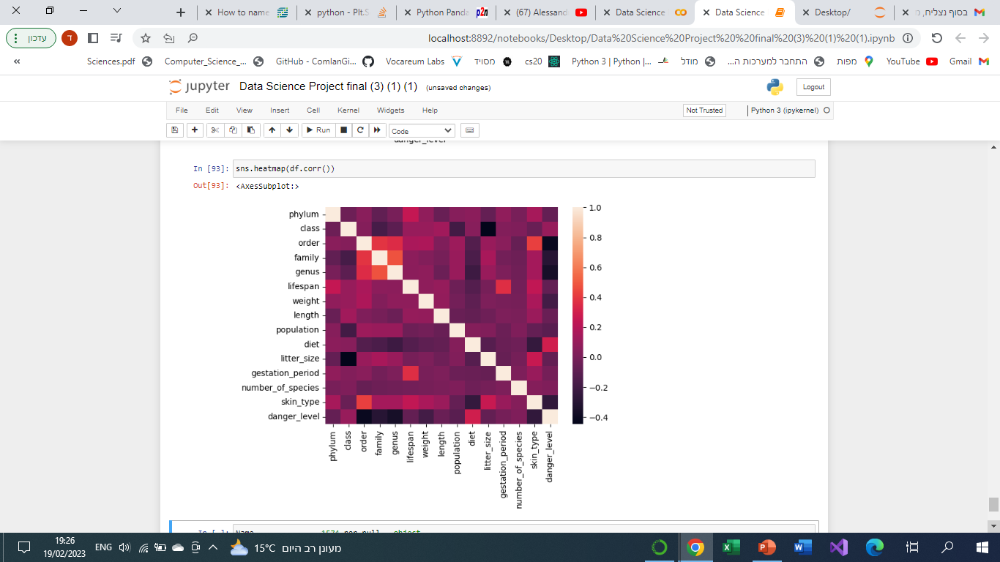 How to name
python - Plt.S
Python Panda
(67) Alessand
Data Science
Data Science
Desktop/
בסוף נצליח, מ
עדכון
ד
localhost:8892/notebooks/Desktop/Data%20Science%20Project%20%20final%20(3)%20(1)%20(1).ipynb
«
Sciences.pdf
Computer_Science_...
GitHub - ComlanGi...
Vocareum Labs
מסויד
cs20
Python 3 | Python |...
מודל
התחבר למערכות ה...
מפות
YouTube
Gmail
jupyter Data Science Project final (3) (1) (1) (unsaved changes)
Logout
File Edit View Insert Cell Kernel Widgets Help
Not Trusted
Python 3 (ipykernel)
Run
Code
danger_level
In [93]: sns.heatmap(df.corr())
Out[93]: <AxesSubplot:>
phylum
class
order
family
genus
lifespan
weight
length
population
diet
litter_size
gestation_period
number_of_species
skin_type
danger_level
phylum
class
order
family
genus
lifespan
weight
length
population
diet
litter_size
gestation_period
number_of_species
skin_type
danger_level
1.0
0.8
0.6
0.4
0.2
0.0
−0.2
−0.4
In [ ]: Name 1574 non-null object
19:26
19/02/2023
ENG
15°C מעונן רב היום